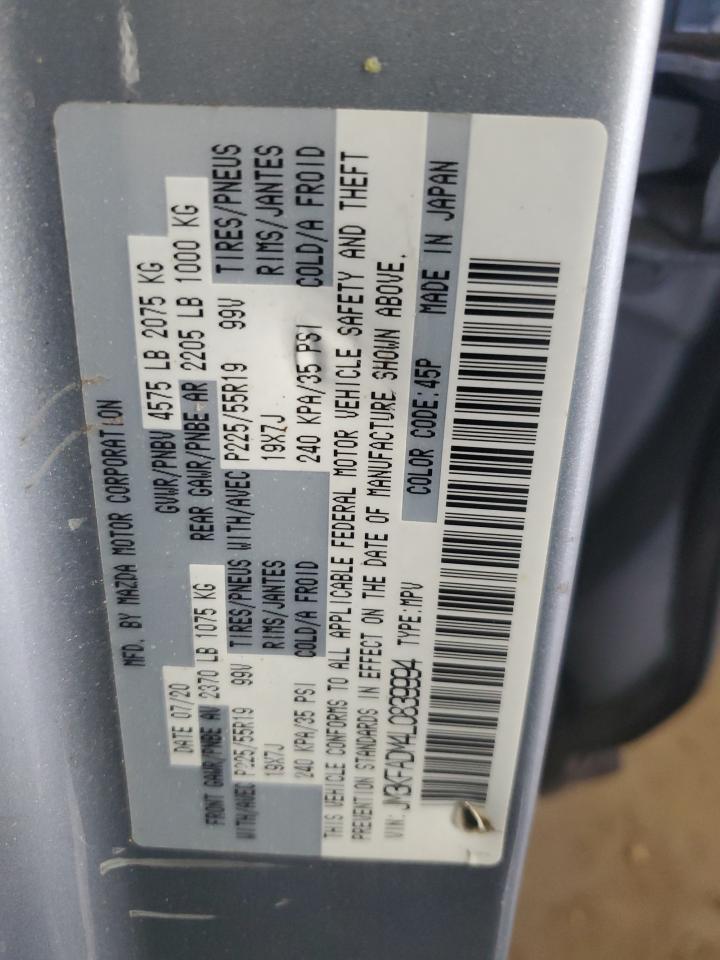 MFD. BY MAZDA MOTOR CORPORATION
DATE 07/20 GVWR/PNBV 4575 LB 2075 KG
FRONT GAWR/PNBE AV 2370 LB 1075 KG REAR GAWR/PNBE AR 2205 LB 1000 KG
WITH/AVEC P225/55R19 99V TIRES/PNEUS WITH/AVEC P225/55R19 99V TIRES/PNEUS
19X7J RIMS/JANTES 19X7J RIMS/JANTES
240 KPA/35 PSI COLD/A FROID 240 KPA/35 PSI COLD/A FROID
THIS VEHICLE CONFORMS TO ALL APPLICABLE FEDERAL MOTOR VEHICLE SAFETY AND THEFT
PREVENTION STANDARDS IN EFFECT ON THE DATE OF MANUFACTURE SHOWN ABOVE.
VIN: JM3KFADM4L0839994 TYPE:MPV COLOR CODE:45P MADE IN JAPAN